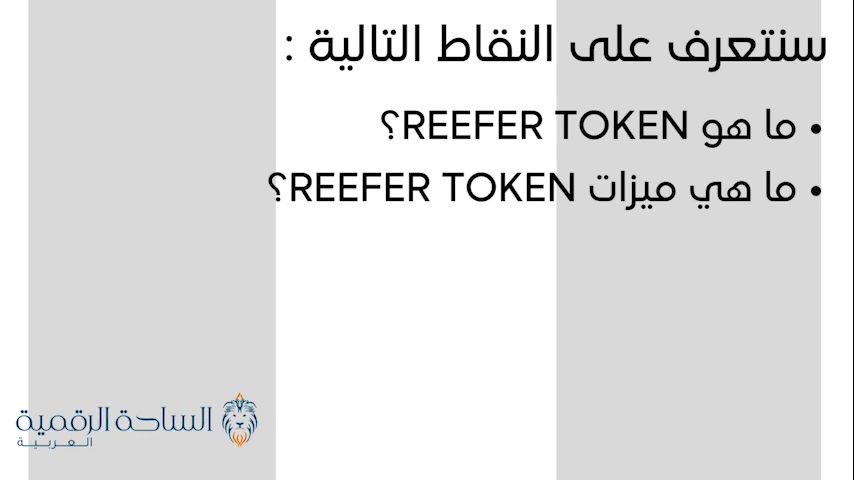 سنتعرف على النقاط التالية :
• ما هو REEFER TOKEN؟
• ما هي ميزات REEFER TOKEN؟
الساحة الرقمية
العربية